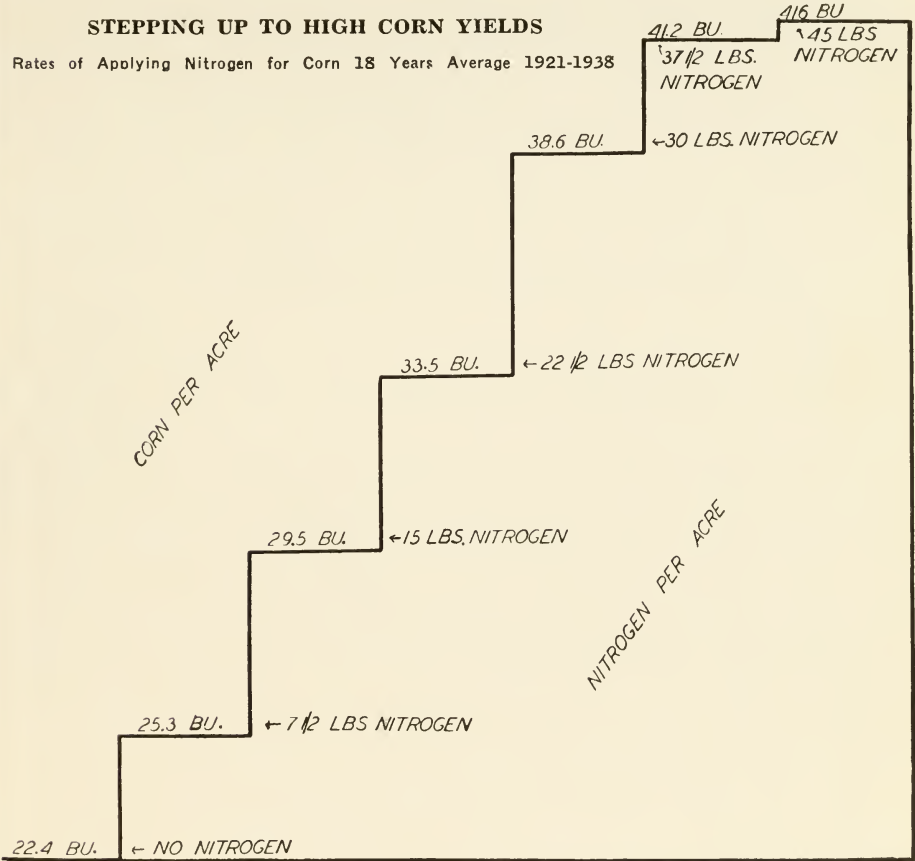 STEPPING UP TO HIGH CORN YIELDS
Rates of Applying Nitrogen for Corn 18 Years Average 1921-1938
416 BU
45 LBS
NITROGEN
41.2 BU.
37 1/2 LBS.
NITROGEN
38.6 BU.
←30 LBS. NITROGEN
33.5 BU.
←22 1/2 LBS NITROGEN
CORN PER ACRE
29.5 BU.
←15 LBS. NITROGEN
NITROGEN PER ACRE
25.3 BU.
← 7 1/2 LBS NITROGEN
22.4 BU.
← NO NITROGEN